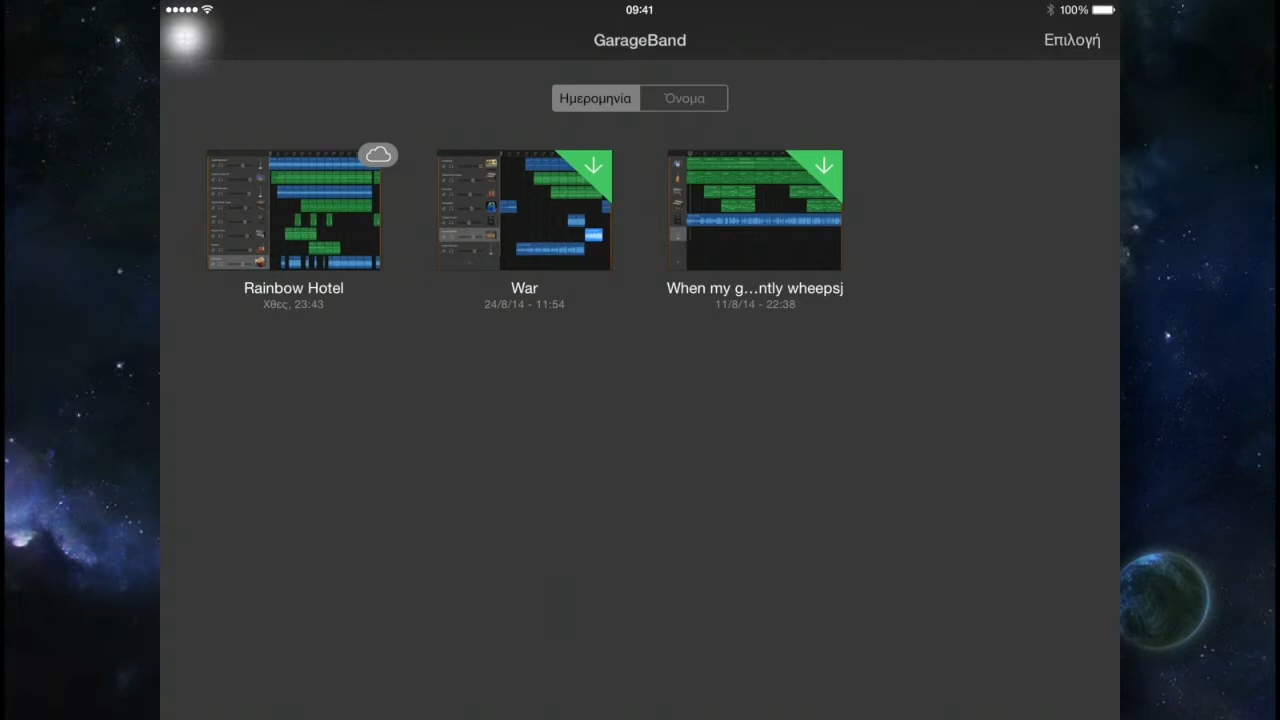 09:41
100%
GarageBand
Επιλογή
Ημερομηνία
Όνομα
Rainbow Hotel
Χθες, 23:43
War
24/8/14 - 11:54
When my g...ntly wheepsj
11/8/14 - 22:38